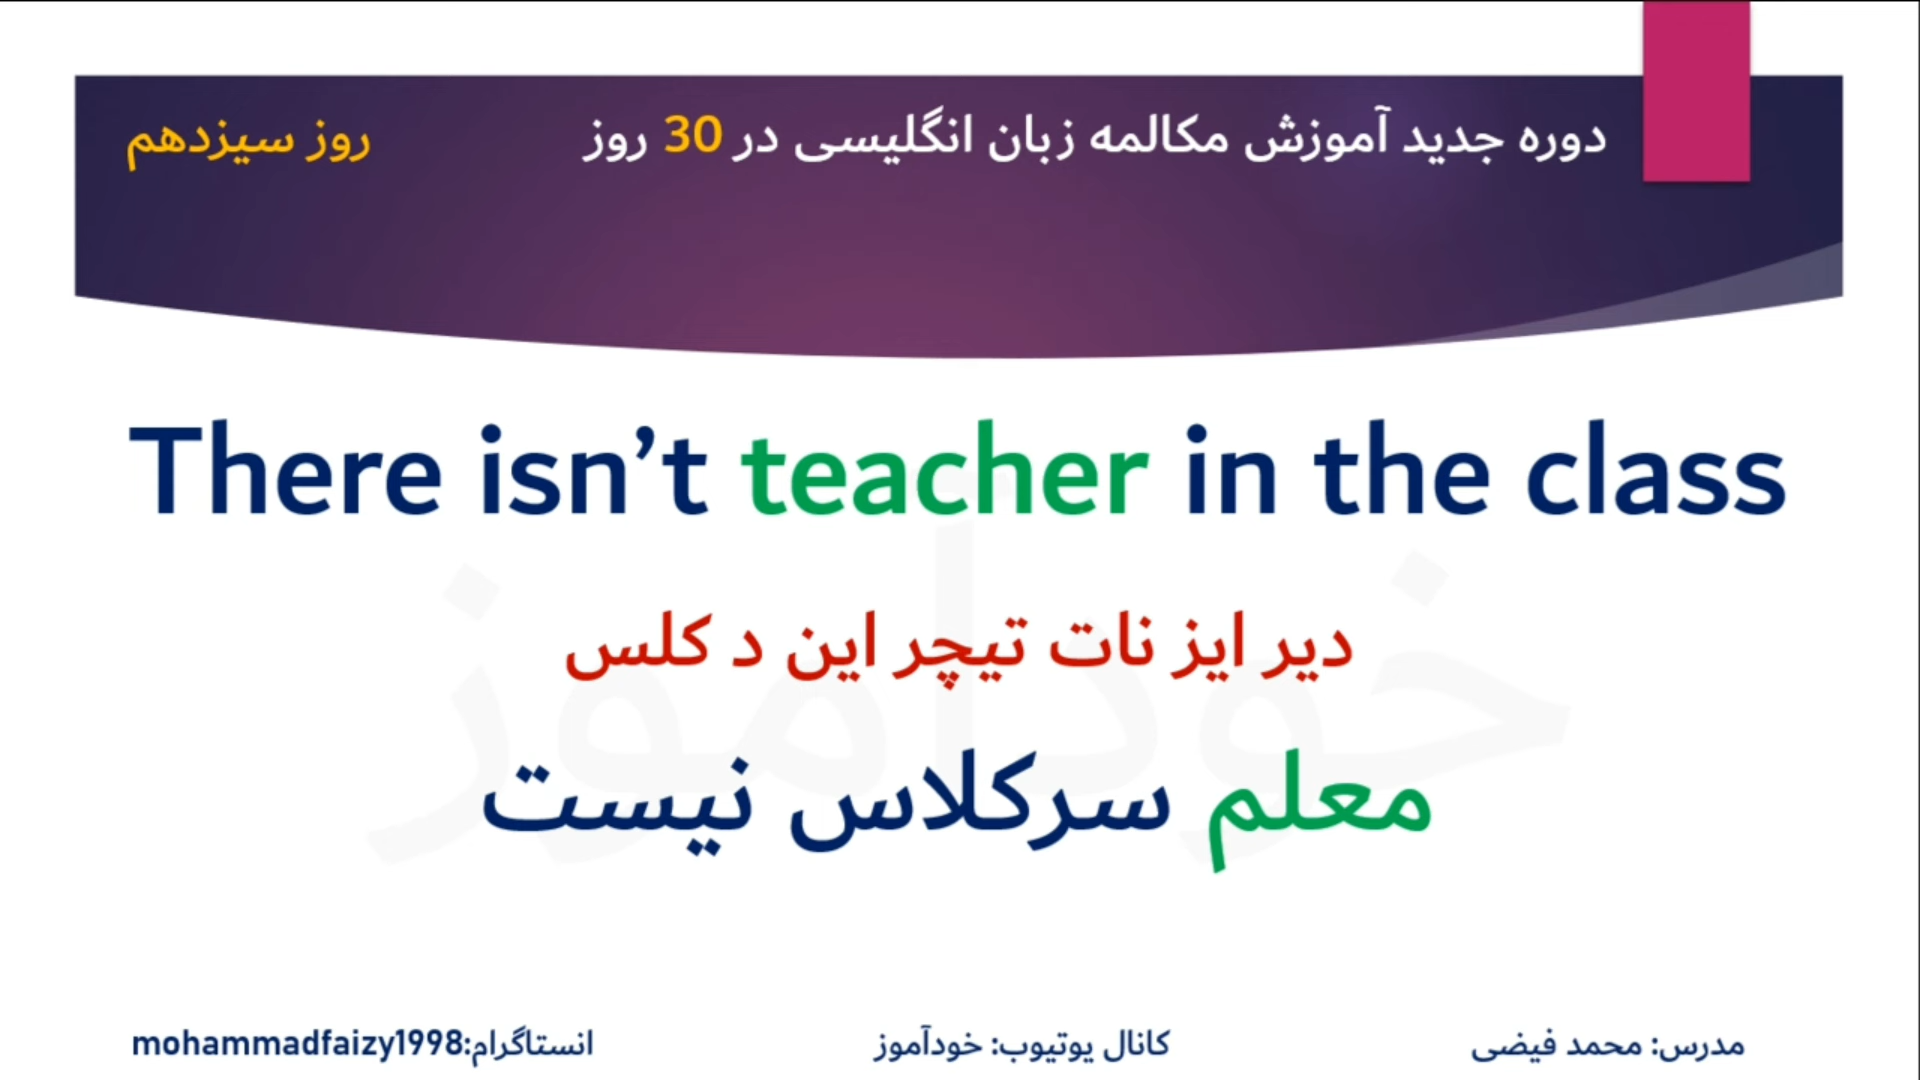 دوره جدید آموزش مکالمه زبان انگلیسی در 30 روز
روز سیزدهم
There isn’t teacher in the class
دیر ایز نات تیچر این د کلس
معلم سرکلاس نیست
خودآموز
مدرس: محمد فیضی
کانال یوتیوب: خودآموز
انستاگرام:mohammadfaizy1998